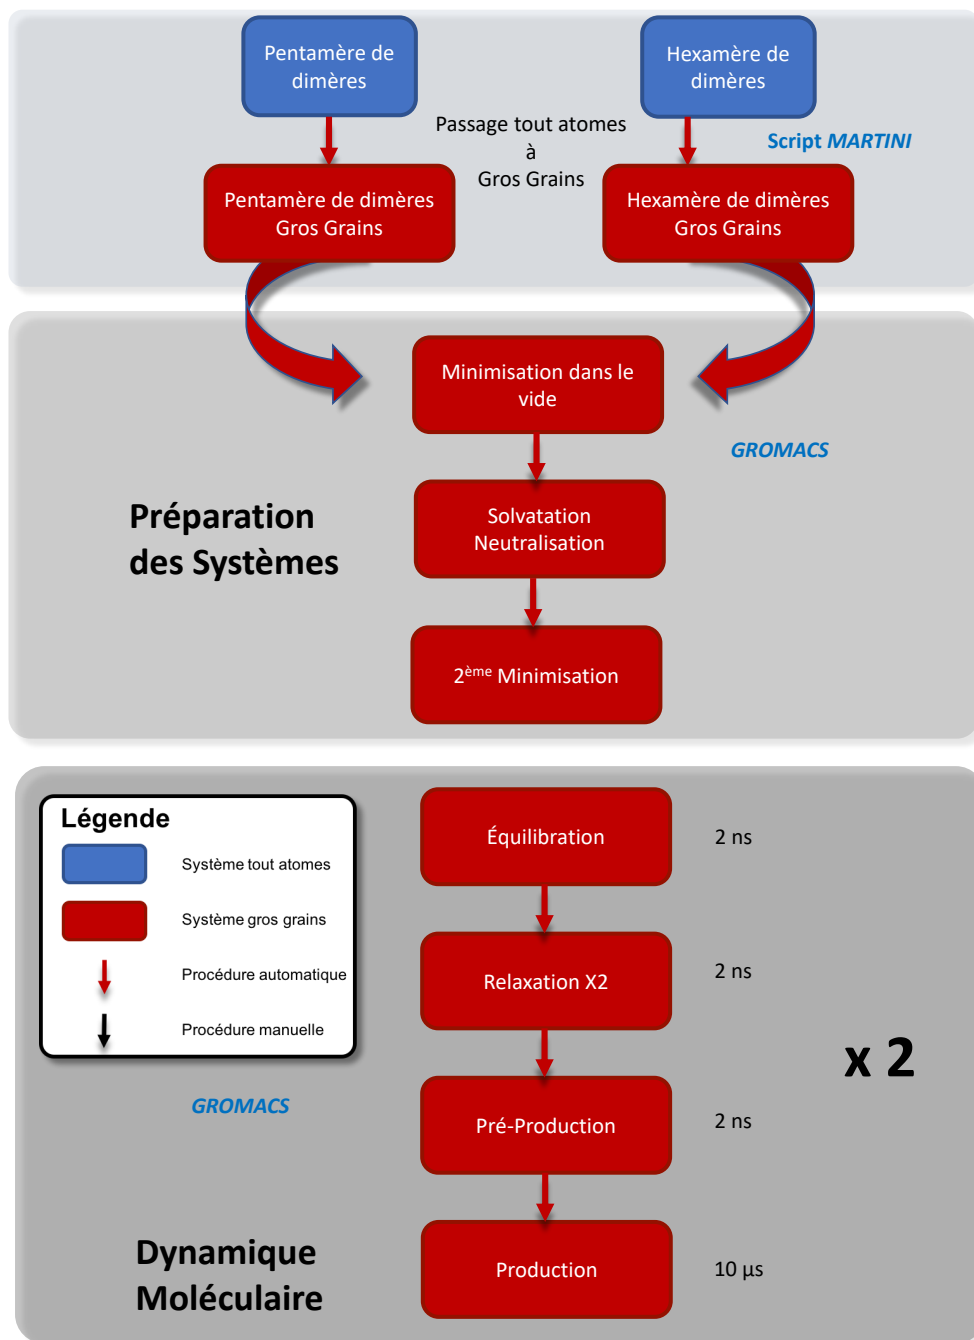 Pentamère de
dimères
Hexamère de
dimères
Passage tout atomes
à
Gros Grains
Script MARTINI
Pentamère de dimères
Gros Grains
Hexamère de dimères
Gros Grains
Minimisation dans le
vide
GROMACS
Préparation
des Systèmes
Solvatation
Neutralisation
2ème Minimisation
Légende
Système tout atomes
Système gros grains
Procédure automatique
Procédure manuelle
Équilibration
2 ns
Relaxation X2
2 ns
x 2
GROMACS
Pré-Production
2 ns
Dynamique
Moléculaire
Production
10 µs